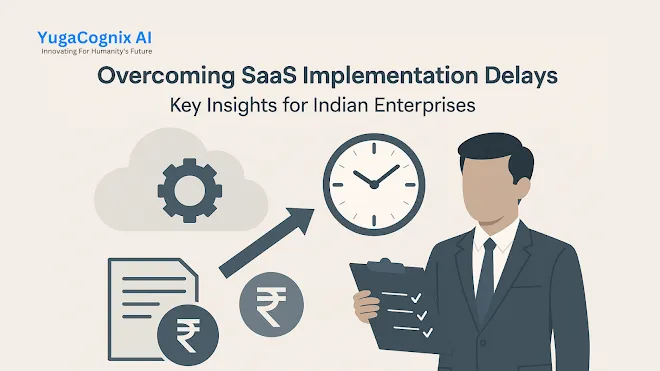 YugaCognix AI
Innovating For Humanity's Future
Overcoming SaaS Implementation Delays
Key Insights for Indian Enterprises
₹
₹